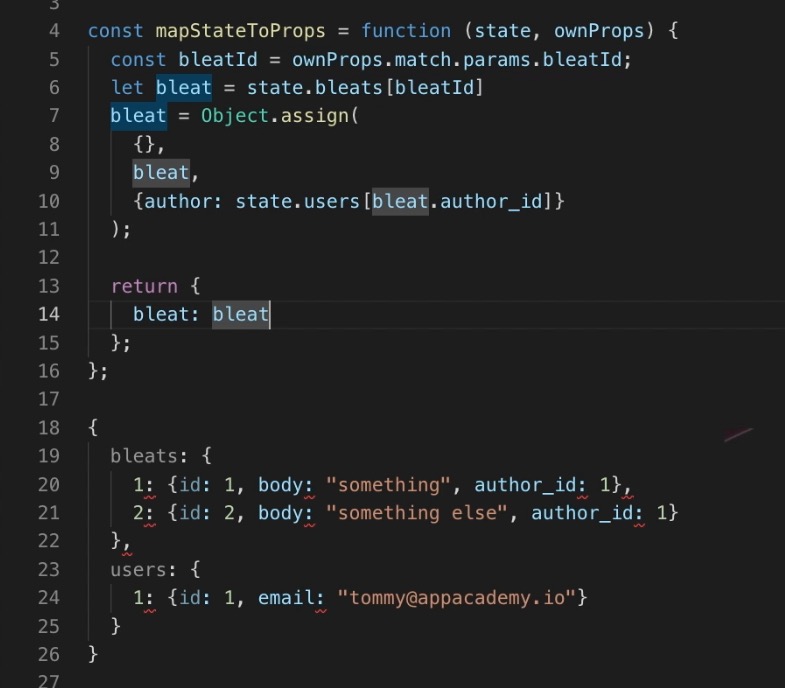 3
4 const mapStateToProps = function (state, ownProps) {
5   const bleatId = ownProps.match.params.bleatId;
6   let bleat = state.bleats[bleatId]
7   bleat = Object.assign(
8     {},
9     bleat,
10     {author: state.users[bleat.author_id]}
11   );
12
13   return {
14     bleat: bleat
15   };
16 };
17
18 {
19   bleats: {
20     1: {id: 1, body: "something", author_id: 1},
21     2: {id: 2, body: "something else", author_id: 1}
22   },
23   users: {
24     1: {id: 1, email: "tommy@appacademy.io"}
25   }
26 }
27